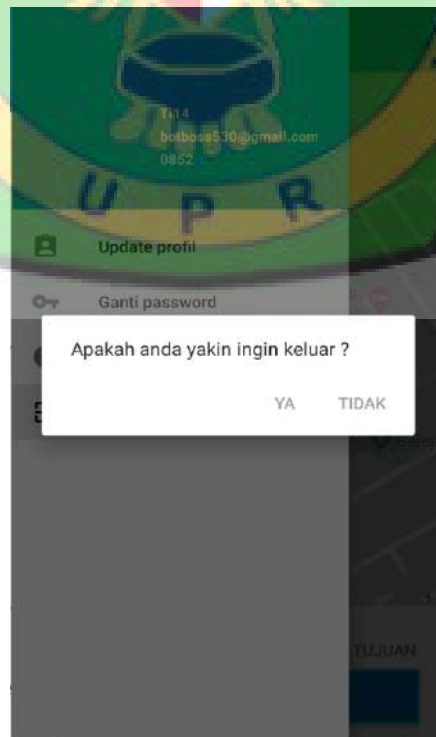 Ti14
botboss530@gmail.com
0852
U P R
Update profil
Ganti password
Apakah anda yakin ingin keluar ?
YA
TIDAK
TUJUAN